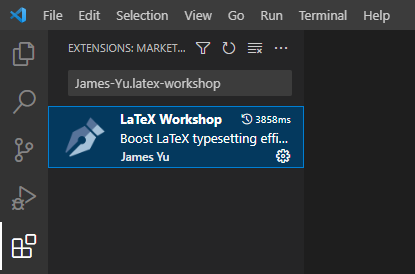 File Edit Selection View Go Run Terminal Help
EXTENSIONS: MARKET...
James-Yu.latex-workshop
LaTeX Workshop 3858ms
Boost LaTeX typesetting effi...
James Yu